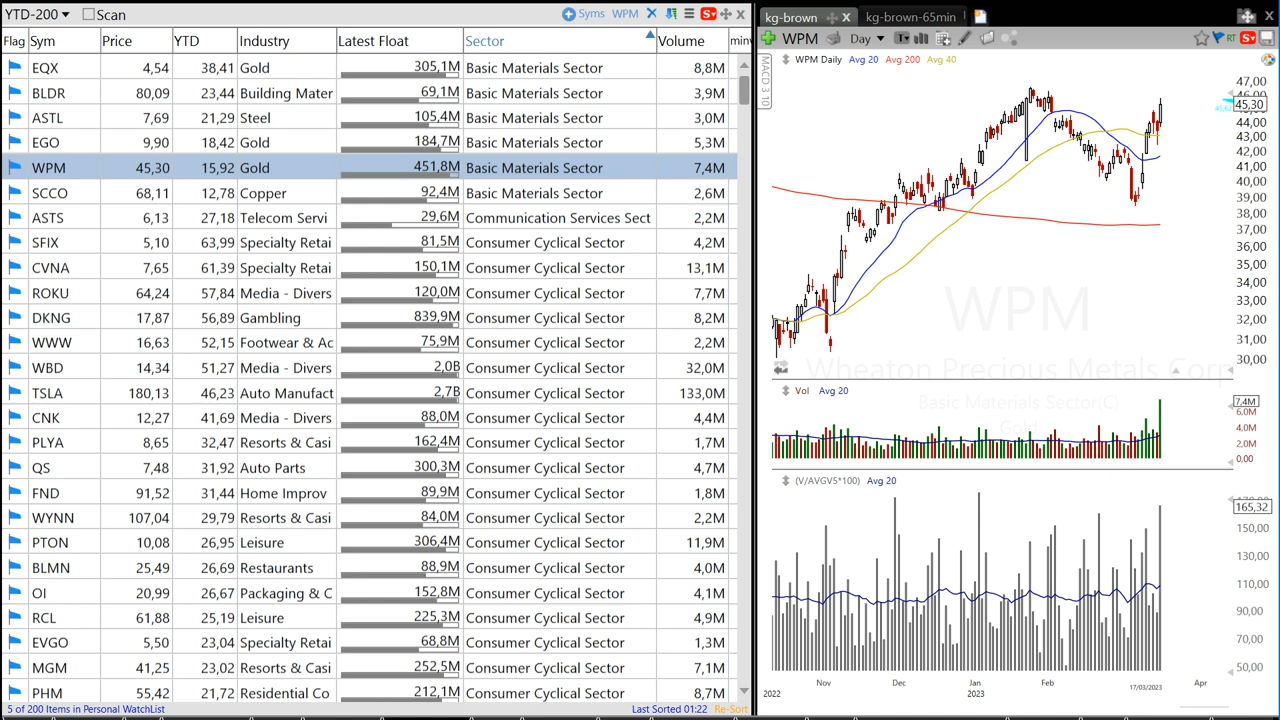 YTD-200 Scan Syms WPM
Flag Sym Price YTD Industry Latest Float Sector Volume minv
EQX 4,54 38,41 Gold 305,1M Basic Materials Sector 8,8M
BLD 80,09 23,44 Building Mater 69,1M Basic Materials Sector 3,9M
ASTL 7,69 21,29 Steel 105,4M Basic Materials Sector 3,0M
EGO 9,90 18,42 Gold 184,7M Basic Materials Sector 5,3M
WPM 45,30 15,92 Gold 451,8M Basic Materials Sector 7,4M
SCCO 68,11 14,76 Copper 92,4M Basic Materials Sector 2,6M
ASTS 6,13 27,18 Telecom Servi 29,6M Communication Services Sect 2,2M
SFIX 5,10 63,99 Specialty Retai 81,5M Consumer Cyclical Sector 4,2M
CVNA 7,65 61,39 Specialty Retai 150,1M Consumer Cyclical Sector 13,1M
ROKU 64,24 57,84 Media - Divers 120,0M Consumer Cyclical Sector 7,7M
DKNG 17,87 56,89 Gambling 839,9M Consumer Cyclical Sector 8,2M
WWW 16,63 52,15 Footwear & Ac 75,9M Consumer Cyclical Sector 2,2M
WBD 14,34 51,27 Media - Divers 2,0B Consumer Cyclical Sector 32,0M
TSLA 180,13 46,23 Auto Manufact 2,7B Consumer Cyclical Sector 133,0M
CNK 12,27 41,69 Media - Divers 88,0M Consumer Cyclical Sector 4,4M
PLYA 8,65 32,47 Resorts & Casi 162,4M Consumer Cyclical Sector 1,7M
QS 7,48 31,92 Auto Parts 300,3M Consumer Cyclical Sector 4,7M
FND 91,52 31,44 Home Improv 89,9M Consumer Cyclical Sector 1,8M
WYNN 107,04 29,79 Resorts & Casi 84,0M Consumer Cyclical Sector 2,2M
PTON 10,08 26,95 Leisure 306,4M Consumer Cyclical Sector 11,9M
BLMN 25,49 26,69 Restaurants 88,9M Consumer Cyclical Sector 4,0M
OI 20,99 26,67 Packaging & C 152,8M Consumer Cyclical Sector 4,1M
RCL 61,88 25,19 Leisure 225,3M Consumer Cyclical Sector 4,9M
EVGO 5,50 23,04 Specialty Retai 68,8M Consumer Cyclical Sector 1,3M
MGM 41,25 23,02 Resorts & Casi 252,5M Consumer Cyclical Sector 7,1M
PHM 55,42 21,72 Residential Co 212,1M Consumer Cyclical Sector 8,7M
5 of 200 Items in Personal WatchList Last Sorted 01:22 Re-Sort
kg-brown kg-brown-65min
WPM Day RT
MACD 3 10
WPM Daily Avg 20 Avg 200 Avg 40
47,00
46,00
45,30
44,00
43,00
42,00
41,00
40,00
39,00
38,00
37,00
36,00
35,00
34,00
33,00
32,00
31,00
30,00
WPM
Wheaton Precious Metals Corp
Basic Materials Sector(C)
Gold
Vol Avg 20
7,4M
6,0M
4,0M
2,0M
0.00
(V/AVGV5*100) Avg 20
170,00
165,32
150,00
130,00
110,00
90,00
70,00
50,00
Nov Dec Jan Feb 17/03/2023 Apr
2022 2023